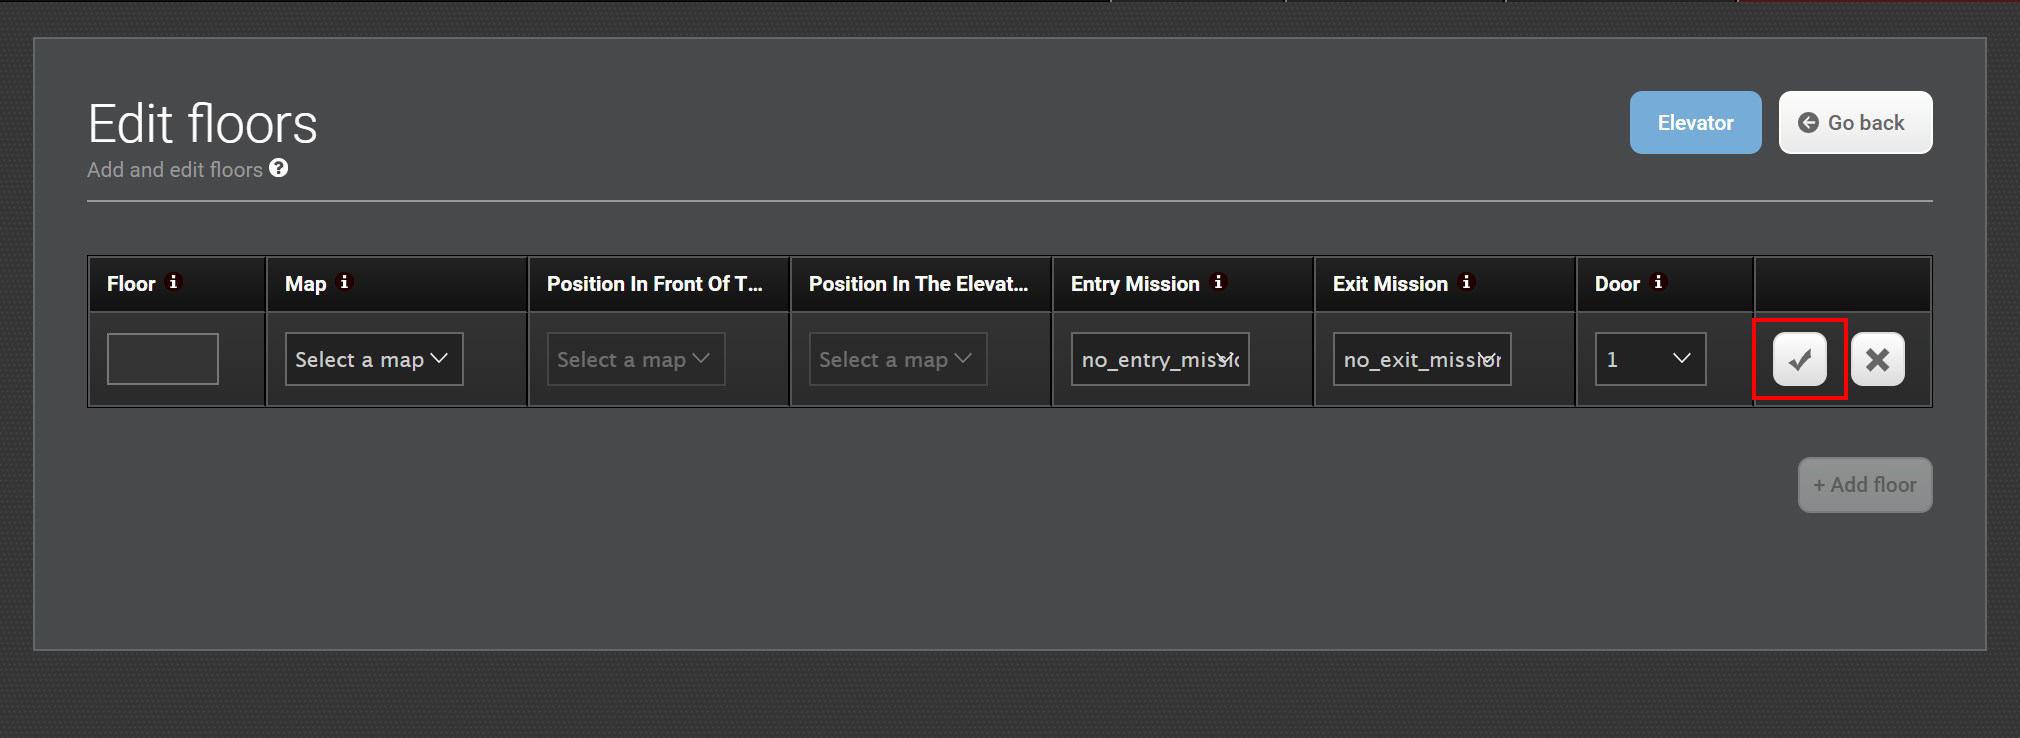 Edit floors
Add and edit floors ?
Elevator
Go back
Floor i Map i Position In Front Of T... Position In The Elevat... Entry Mission i Exit Mission i Door i
Select a map Select a map Select a map no_entry_missic no_exit_mission 1
+ Add floor